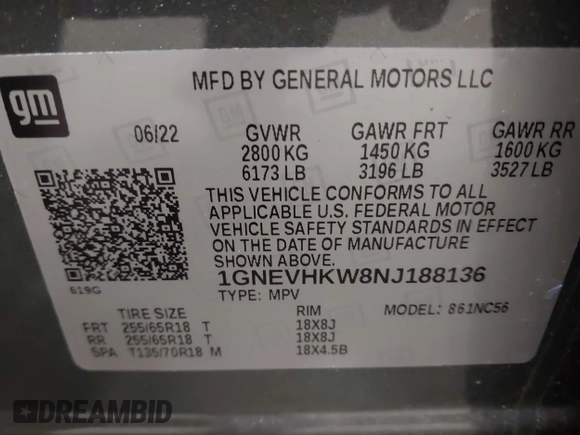 gm
MFD BY GENERAL MOTORS LLC
06/22 GVWR GAWR FRT GAWR RR
2800 KG 1450 KG 1600 KG
6173 LB 3196 LB 3527 LB
THIS VEHICLE CONFORMS TO ALL
APPLICABLE U.S. FEDERAL MOTOR
VEHICLE SAFETY STANDARDS IN EFFECT
ON THE DATE OF MANUFACTURE
SHOWN ABOVE.
619G
1GNEVHKW8NJ188136
TYPE: MPV MODEL: 861NC56
TIRE SIZE RIM
FRT 255/65R18 T 18X8J
RR 255/65R18 T 18X8J
SPA T135/70R18 M 18X4.5B
DREAMBID